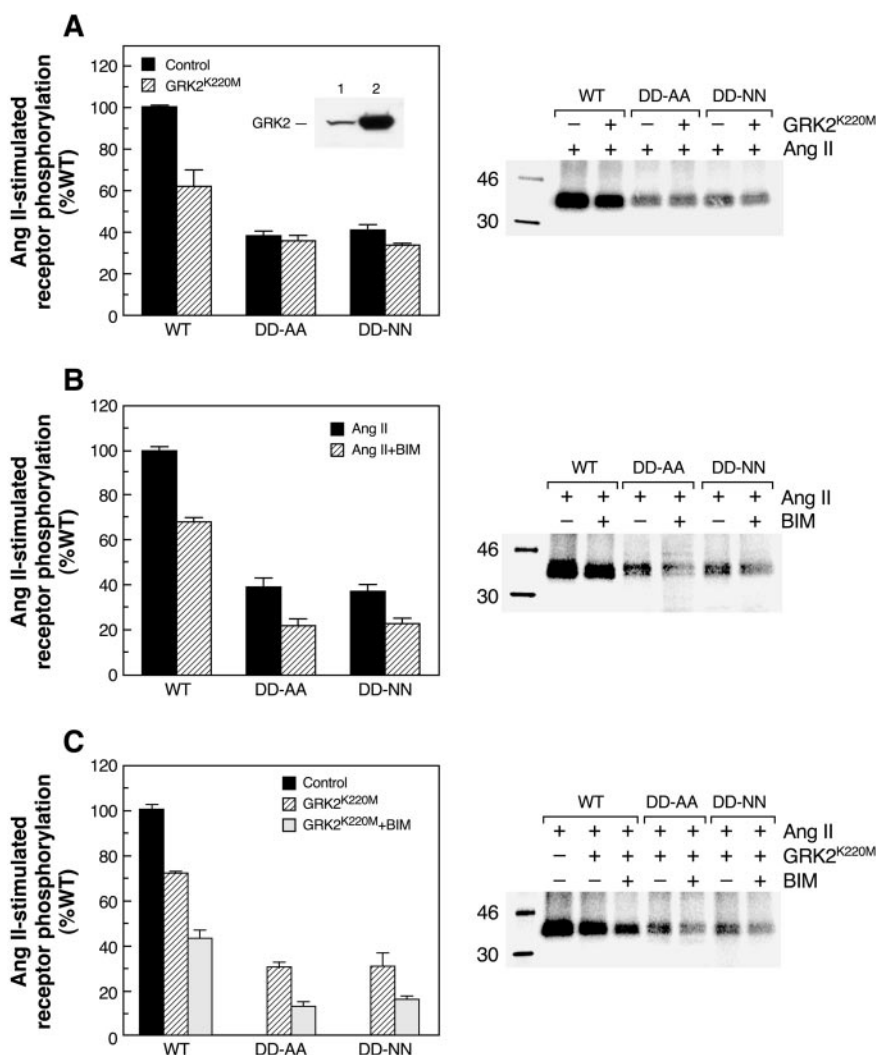 A
Ang II-stimulated
receptor phosphorylation
(%WT)
120
100
80
60
40
20
0
Control
GRK2K220M
1 2
GRK2 –
WT DD-AA DD-NN
WT DD-AA DD-NN
– + – + – + GRK2K220M
+ + + + + + Ang II
46
30
B
Ang II-stimulated
receptor phosphorylation
(%WT)
120
100
80
60
40
20
0
Ang II
Ang II+BIM
WT DD-AA DD-NN
WT DD-AA DD-NN
+ + + + + + Ang II
– + – + – + BIM
46
30
C
Ang II-stimulated
receptor phosphorylation
(%WT)
120
100
80
60
40
20
0
Control
GRK2K220M
GRK2K220M+BIM
WT DD-AA DD-NN
WT DD-AA DD-NN
+ + + + + + + Ang II
– + + + + + + GRK2K220M
– – + – + – + BIM
46
30